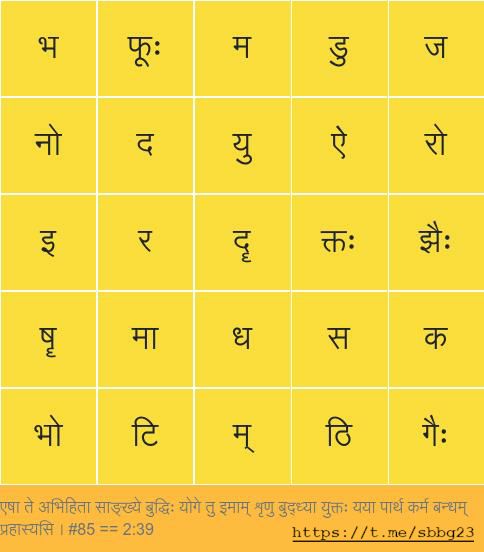 भ फूः म डु ज
नो द यु ऐ रो
इ र दृ क्तः झैः
षॄ मा ध स क
भो टि म् ठि गैः
एषा ते अभिहिता साङ्ख्ये बुद्धिः योगे तु इमाम् शृणु बुद्ध्या युक्तः यया पार्थ कर्म बन्धम्
प्रहास्यसि । #85 == 2:39
https://t.me/sbbg23